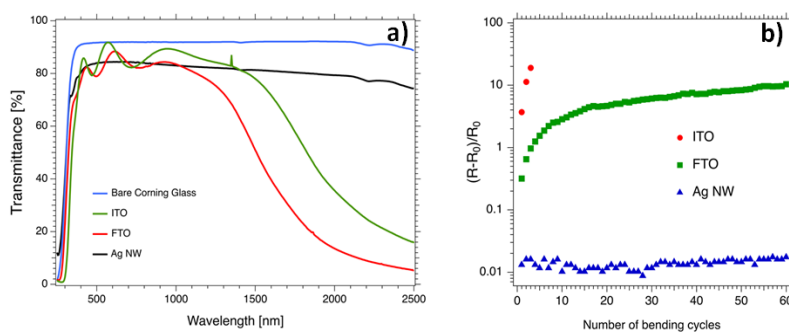 a)
Transmittance [%]
100
80
60
40
20
0
Bare Corning Glass
ITO
FTO
Ag NW
500
1000
1500
2000
2500
Wavelength [nm]
b)
(R-R0)/R0
100
10
1
0.1
0.01
ITO
FTO
Ag NW
0
10
20
30
40
50
60
Number of bending cycles